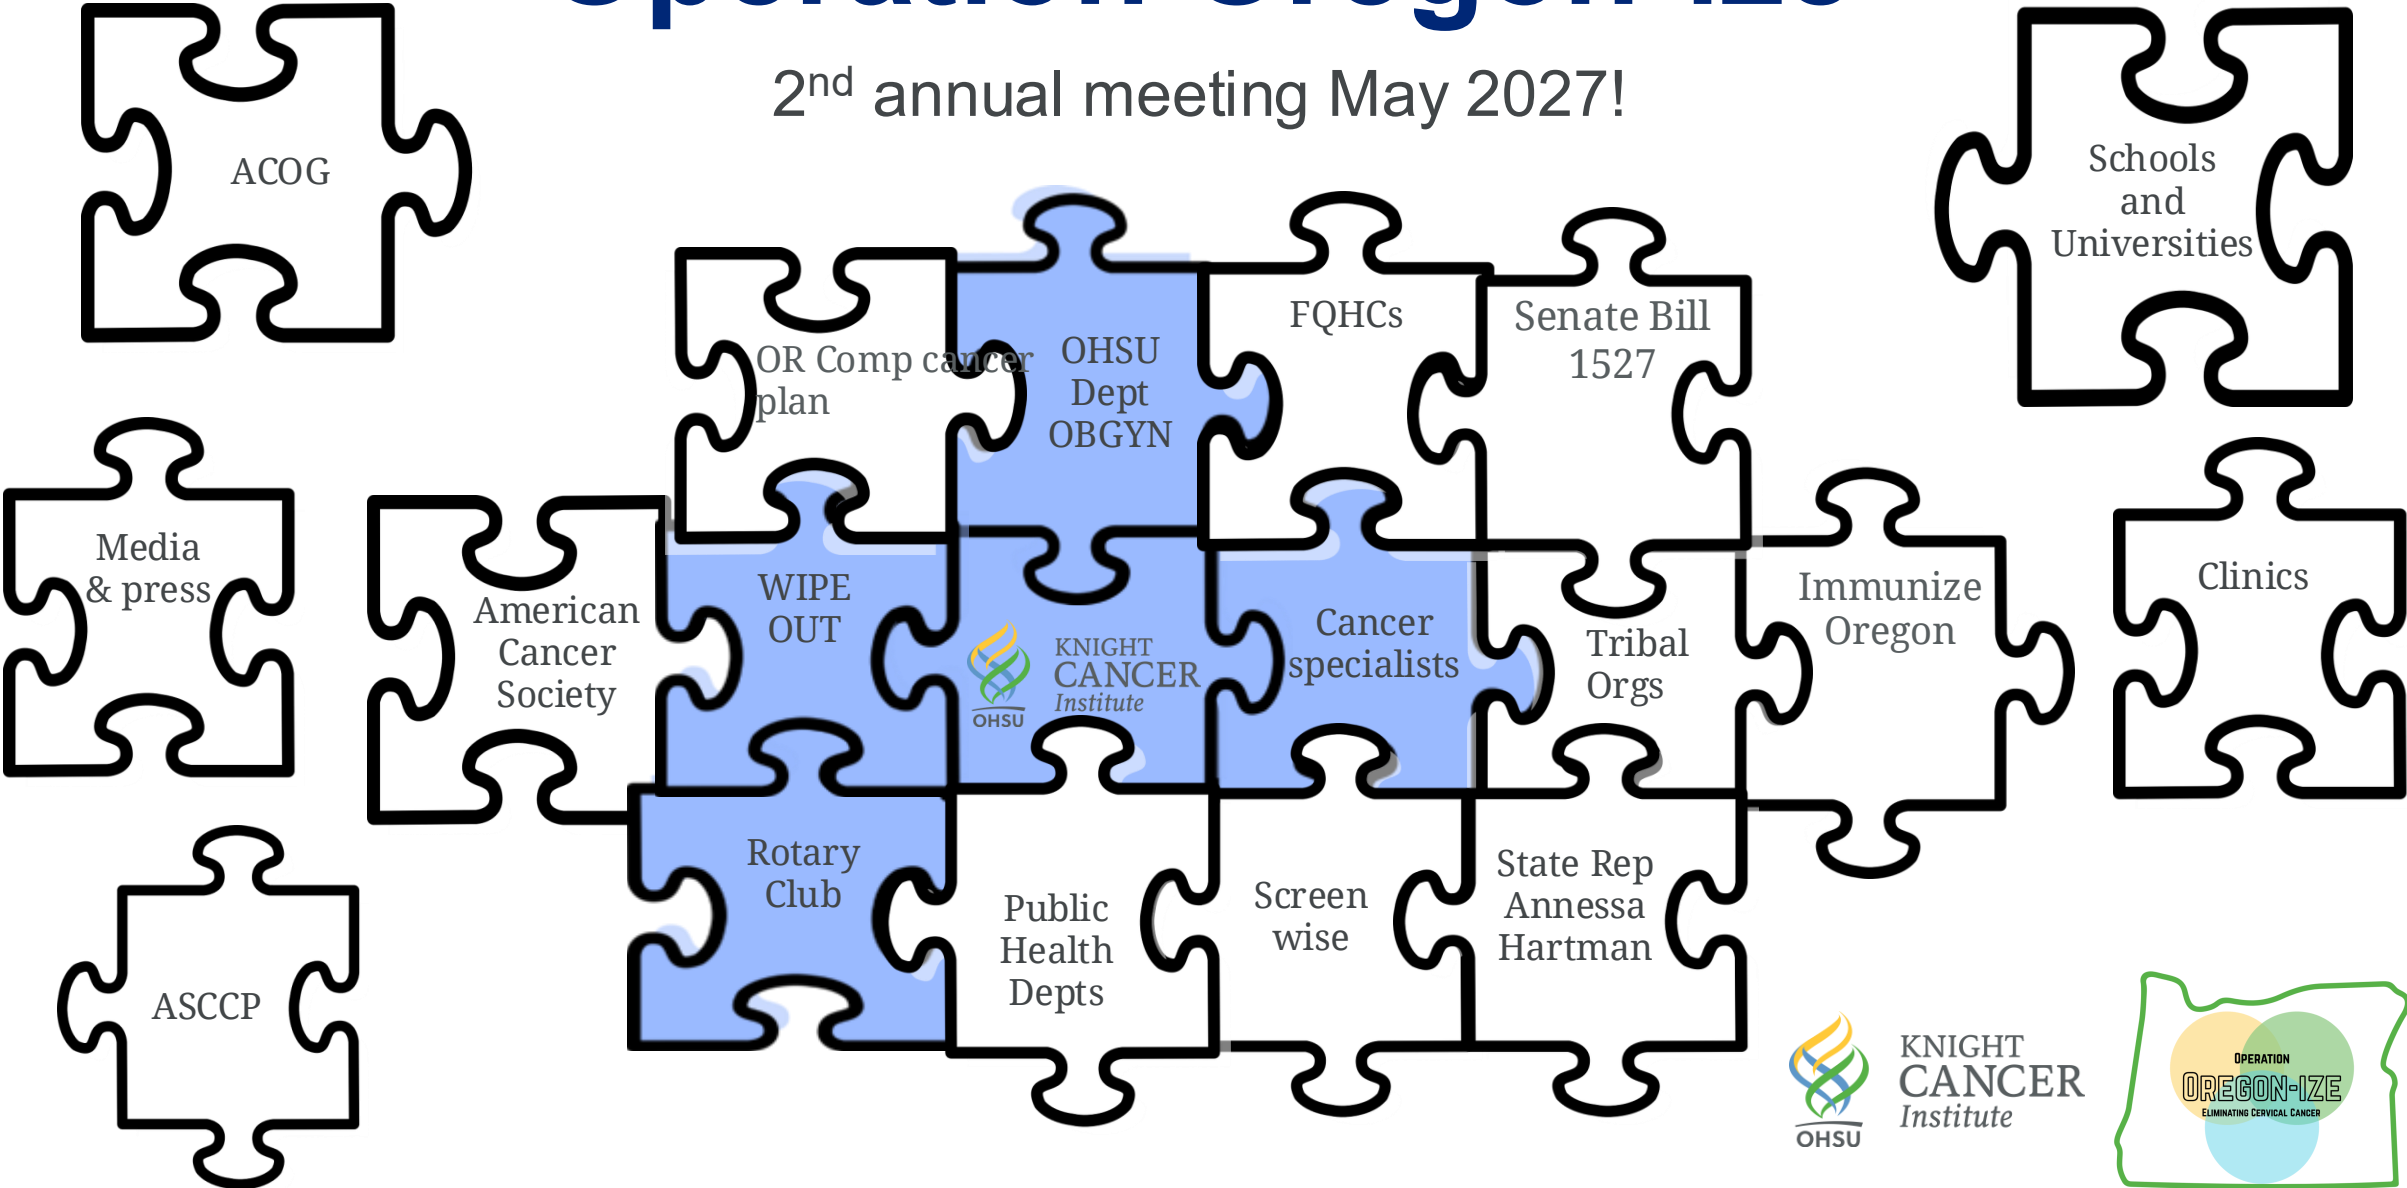 Operation Oregon-ize
2nd annual meeting May 2027!
ACOG
Schools
and
Universities
OR Comp cancer
plan
OHSU
Dept
OBGYN
FQHCs
Senate Bill
1527
Media
& press
American
Cancer
Society
WIPE
OUT
KNIGHT
CANCER
Institute
OHSU
Cancer
specialists
Tribal
Orgs
Immunize
Oregon
Clinics
ASCCP
Rotary
Club
Public
Health
Depts
Screen
wise
State Rep
Annessa
Hartman
KNIGHT
CANCER
Institute
OHSU
OPERATION
OREGON-IZE
ELIMINATING CERVICAL CANCER